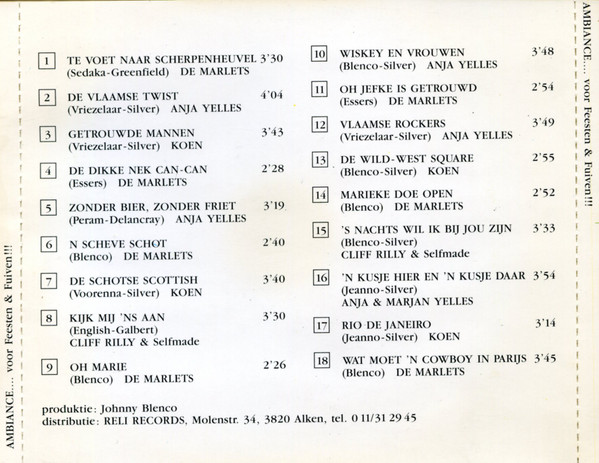 AMBIANCE.... voor Feesten & Fuiven!!!
1 TE VOET NAAR SCHERPENHEUVEL 3'30
(Sedaka-Greenfield) DE MARLETS
2 DE VLAAMSE TWIST 4'04
(Vriezelaar-Silver) ANJA YELLES
3 GETROUWDE MANNEN 3'43
(Vriezelaar-Silver) KOEN
4 DE DIKKE NEK CAN-CAN 2'28
(Essers) DE MARLETS
5 ZONDER BIER, ZONDER FRIET 3'19
(Peram-Delancray) ANJA YELLES
6 N SCHEVE SCHOT 2'40
(Blenco) DE MARLETS
7 DE SCHOTSE SCOTTISH 3'40
(Voorenna-Silver) KOEN
8 KIJK MIJ 'NS AAN 3'30
(English-Galbert)
CLIFF RILLY & Selfmade
9 OH MARIE 2'26
(Blenco) DE MARLETS
10 WISKEY EN VROUWEN 3'48
(Blenco-Silver) ANJA YELLES
11 OH JEFKE IS GETROUWD 2'54
(Essers) DE MARLETS
12 VLAAMSE ROCKERS 3'49
(Vriezelaar-Silver) ANJA YELLES
13 DE WILD-WEST SQUARE 2'55
(Blenco-Silver) KOEN
14 MARIEKE DOE OPEN 2'52
(Blenco) DE MARLETS
15 'S NACHTS WIL IK BIJ JOU ZIJN 3'33
(Blenco-Silver)
CLIFF RILLY & Selfmade
16 'N KUSJE HIER EN 'N KUSJE DAAR 3'54
(Jeanno-Silver)
ANJA & MARJAN YELLES
17 RIO DE JANEIRO 3'14
(Jeanno-Silver) KOEN
18 WAT MOET 'N COWBOY IN PARIJS 3'45
(Blenco) DE MARLETS
produktie: Johnny Blenco
distributie: RELI RECORDS, Molenstr. 34, 3820 Alken, tel. 011/31 29 45
AMBIANCE.... voor Feesten & Fuiven!!!